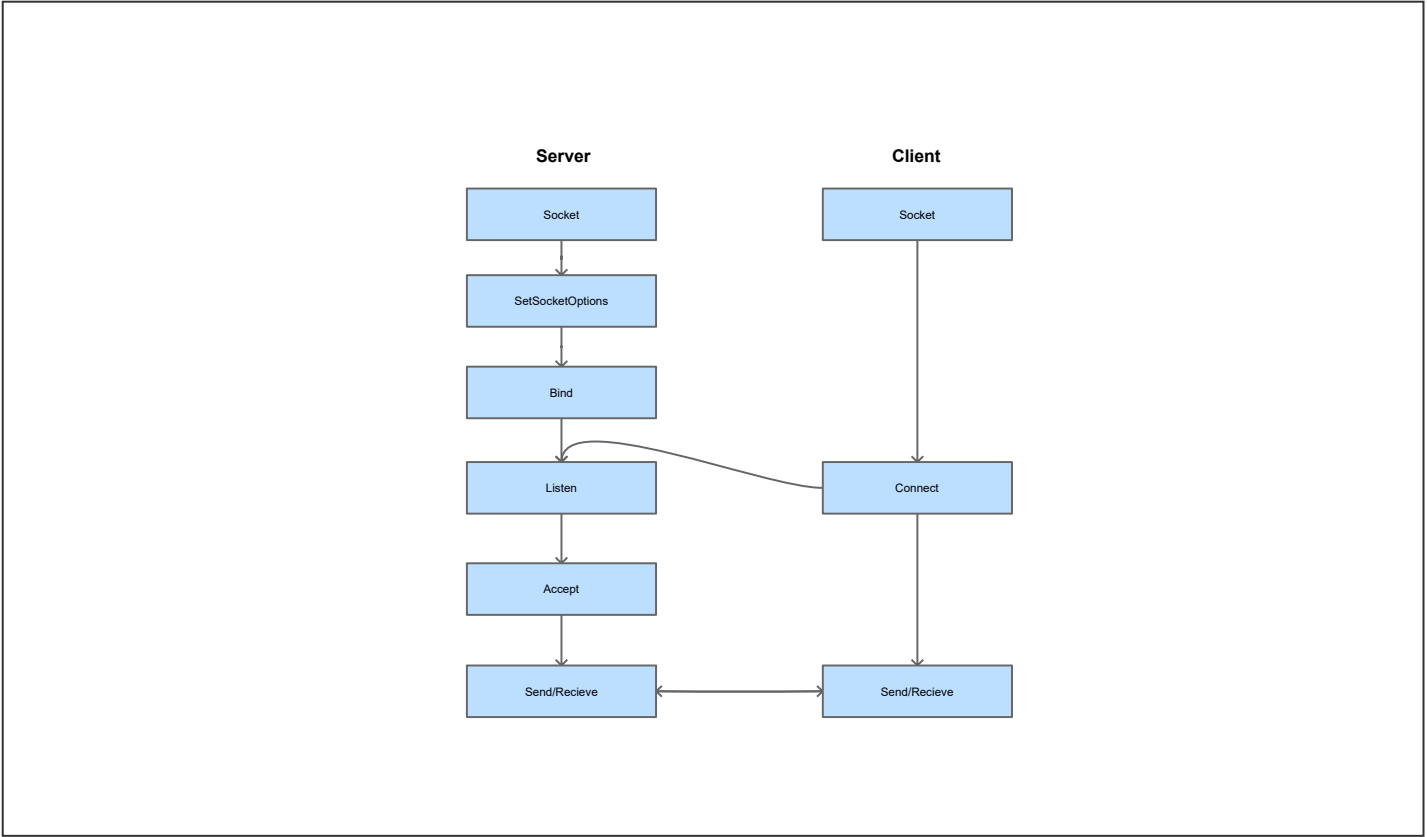 Server
Client
Socket
Socket
SetSocketOptions
Bind
Listen
Connect
Accept
Send/Recieve
Send/Recieve